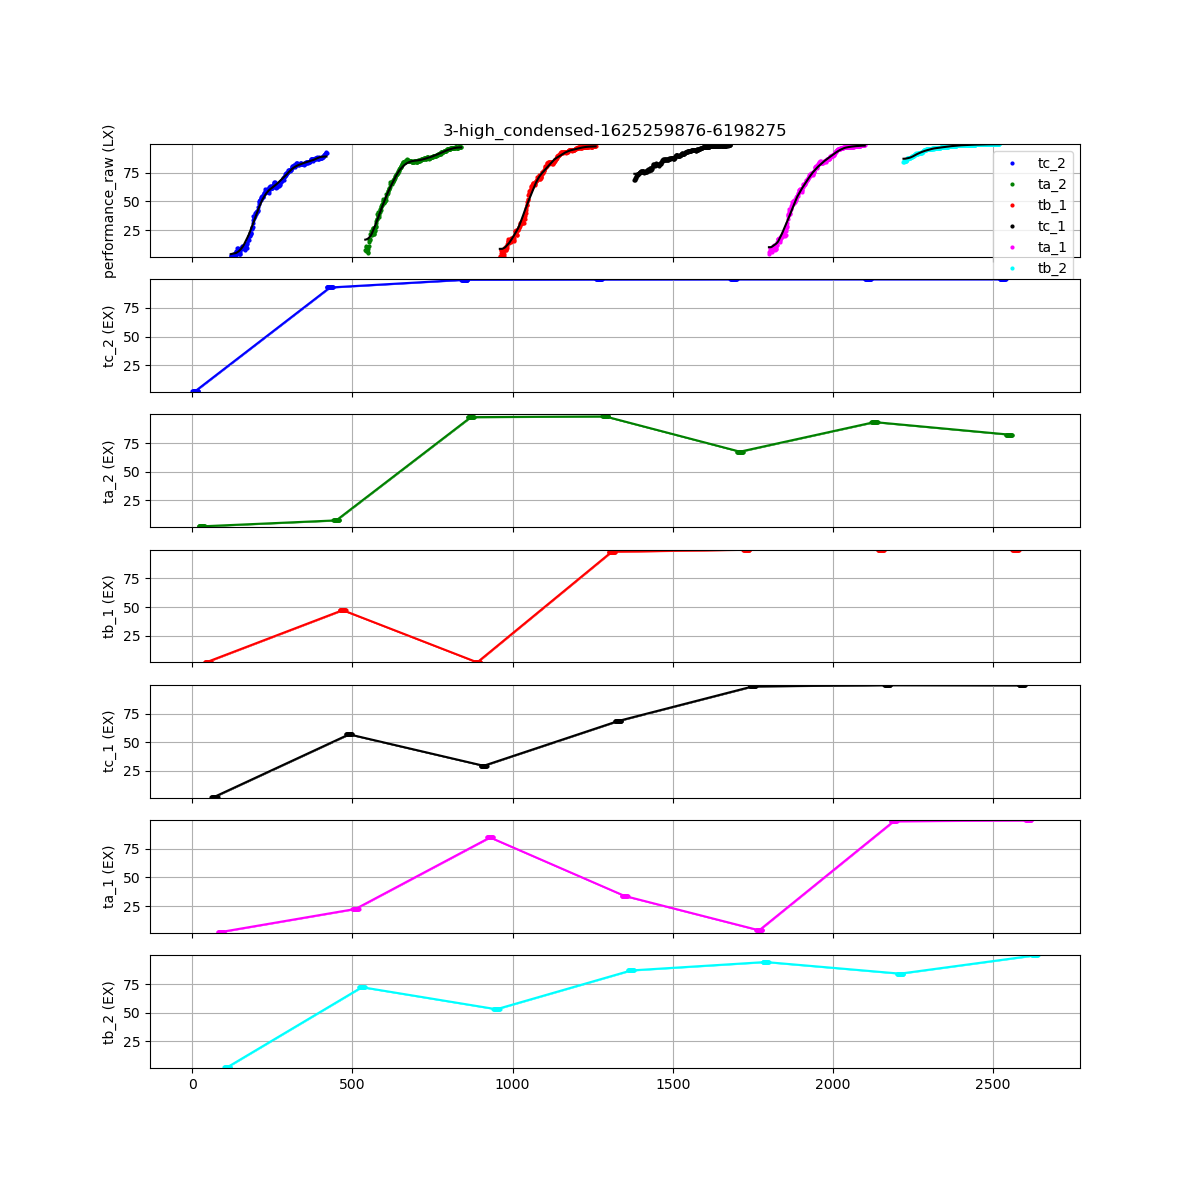 3-high_condensed-1625259876-6198275
performance_raw (LX)
75
50
25
tc_2
ta_2
tb_1
tc_1
ta_1
tb_2
tc_2 (EX)
75
50
25
ta_2 (EX)
75
50
25
tb_1 (EX)
75
50
25
tc_1 (EX)
75
50
25
ta_1 (EX)
75
50
25
tb_2 (EX)
75
50
25
0 500 1000 1500 2000 2500